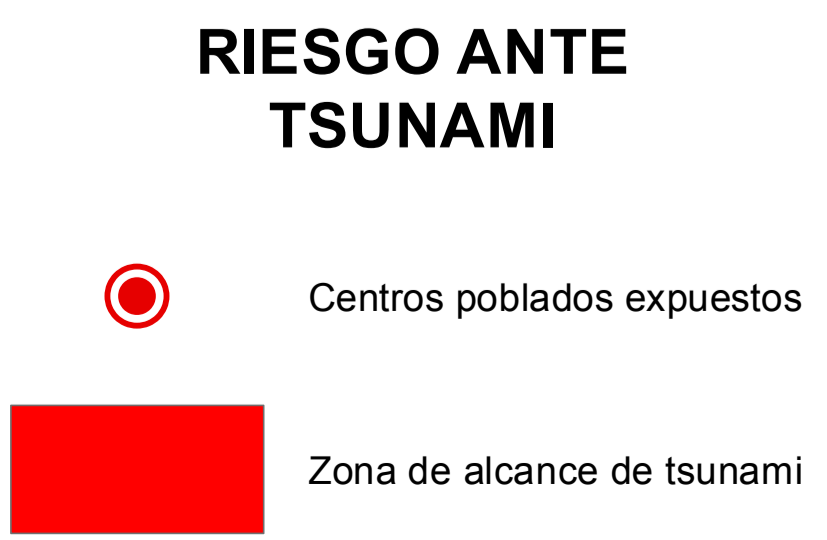 RIESGO ANTE
TSUNAMI
Centros poblados expuestos
Zona de alcance de tsunami